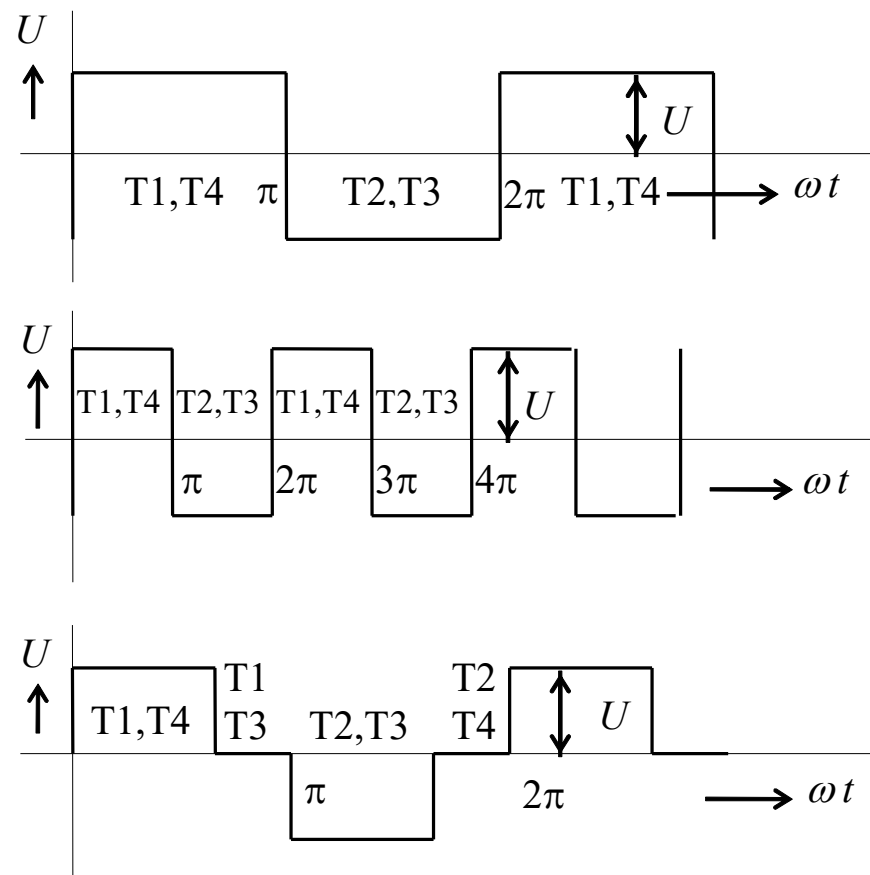 U
U
T1,T4 π T2,T3 2π T1,T4 ωt
U
T1,T4 T2,T3 T1,T4 T2,T3 U
π 2π 3π 4π ωt
U
T1 T2
T1,T4 T3 T2,T3 T4 U
π 2π ωt